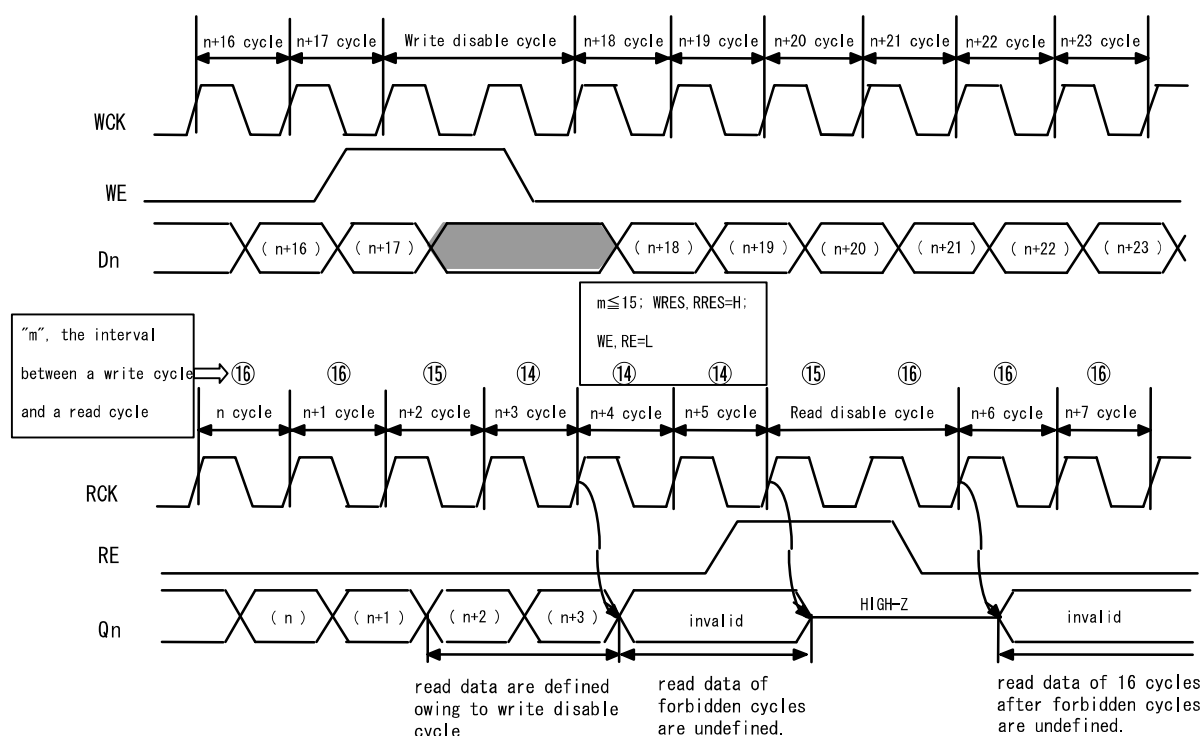 n+16 cycle n+17 cycle Write disable cycle n+18 cycle n+19 cycle n+20 cycle n+21 cycle n+22 cycle n+23 cycle
WCK
WE
Dn ( n+16 ) ( n+17 ) ( n+18 ) ( n+19 ) ( n+20 ) ( n+21 ) ( n+22 ) ( n+23 )
m≦15; WRES,RRES=H;
WE,RE=L
"m", the interval
between a write cycle
and a read cycle
⑯ ⑯ ⑮ ⑭ ⑭ ⑭ ⑮ ⑯ ⑯ ⑯
n cycle n+1 cycle n+2 cycle n+3 cycle n+4 cycle n+5 cycle Read disable cycle n+6 cycle n+7 cycle
RCK
RE
Qn ( n ) ( n+1 ) ( n+2 ) ( n+3 ) invalid HIGH-Z invalid
read data are defined
owing to write disable
cycle
read data of
forbidden cycles
are undefined.
read data of 16 cycles
after forbidden cycles
are undefined.